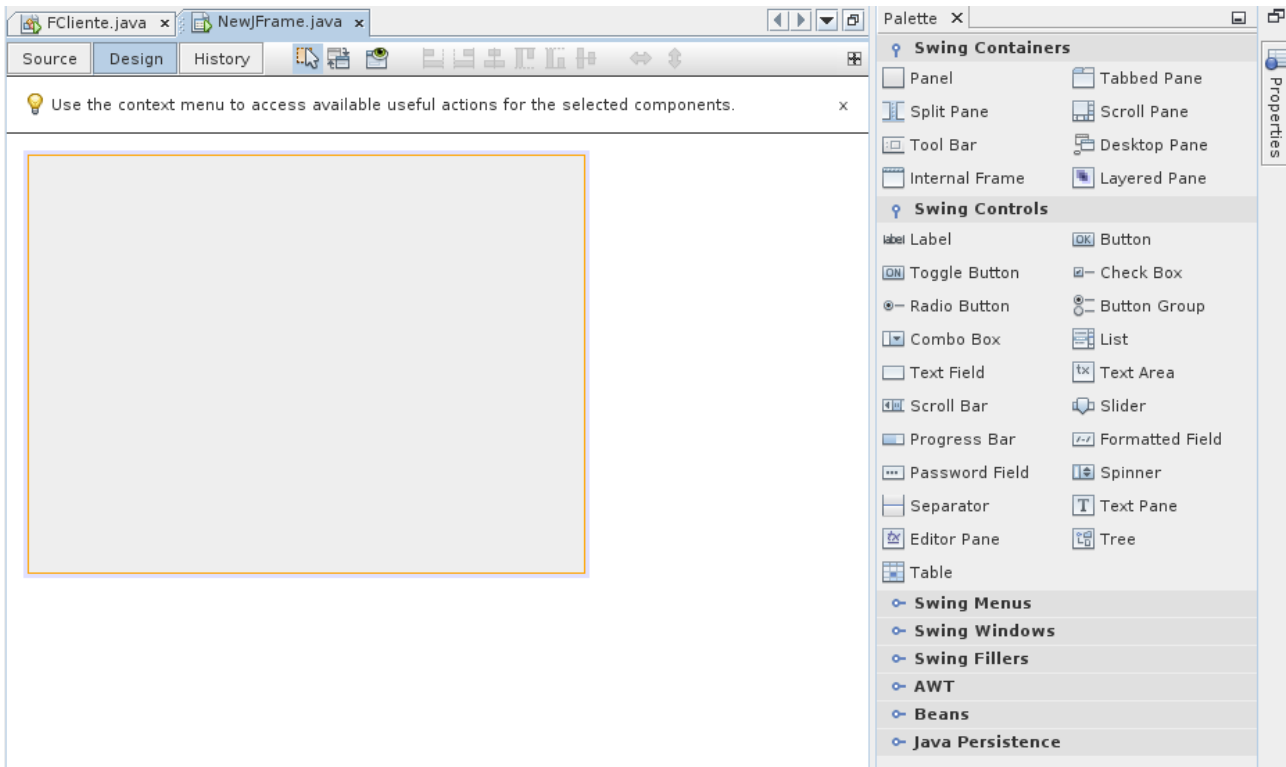 FCliente.java x NewJFrame.java x
Source Design History
Use the context menu to access available useful actions for the selected components. x
Palette x
Swing Containers
Panel Tabbed Pane
Split Pane Scroll Pane
Tool Bar Desktop Pane
Internal Frame Layered Pane
Swing Controls
label Label OK Button
ON Toggle Button Check Box
Radio Button Button Group
Combo Box List
Text Field tx Text Area
Scroll Bar Slider
Progress Bar Formatted Field
Password Field Spinner
Separator T Text Pane
Editor Pane Tree
Table
Swing Menus
Swing Windows
Swing Fillers
AWT
Beans
Java Persistence
Properties